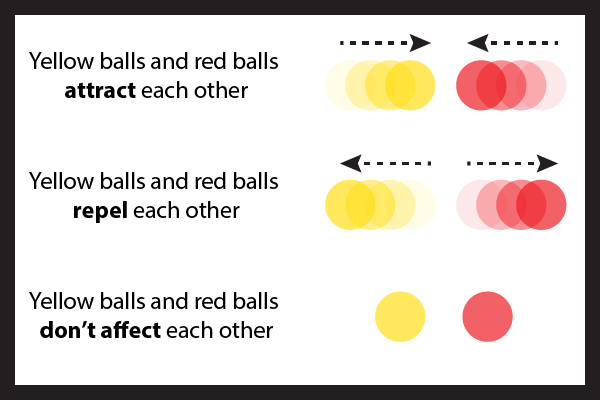 Yellow balls and red balls
attract each other
Yellow balls and red balls
repel each other
Yellow balls and red balls
don’t affect each other